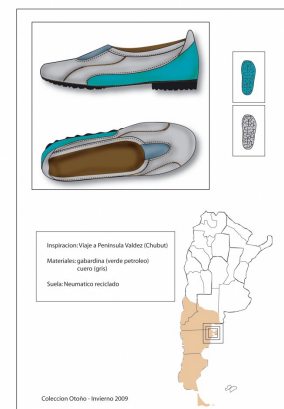 Inspiracion: Viaje a Peninsula Valdez (Chubut)
Materiales: gabardina (verde petroleo)
cuero (gris)
Suela: Neumatico reciclado
Coleccion Otoño - Invierno 2009